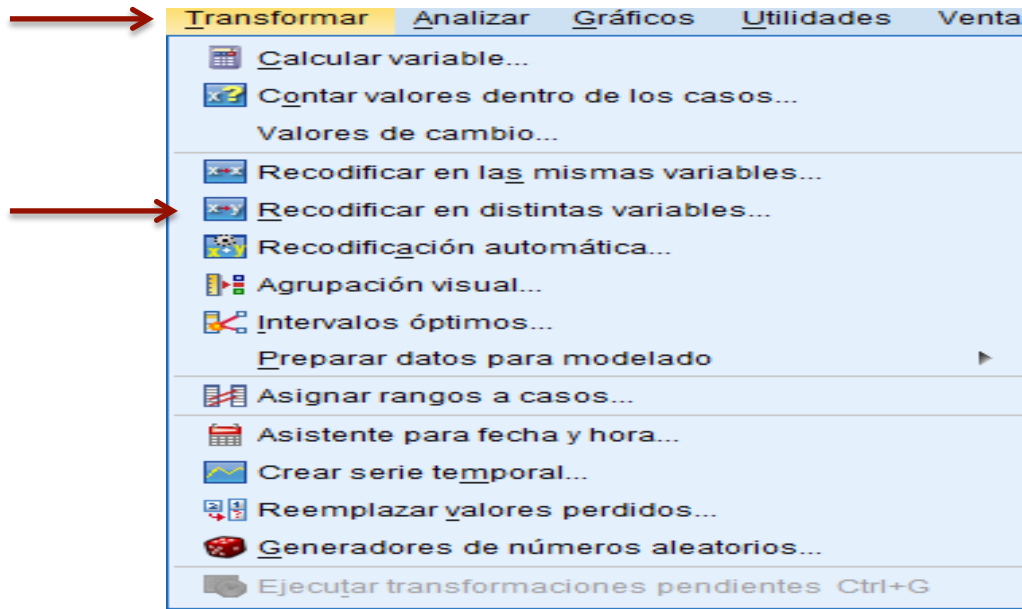 Transformar Analizar Gráficos Utilidades Venta
Calcular variable...
Contar valores dentro de los casos...
Valores de cambio...
Recodificar en las mismas variables...
Recodificar en distintas variables...
Recodificación automática...
Agrupación visual...
Intervalos óptimos...
Preparar datos para modelado
Asignar rangos a casos...
Asistente para fecha y hora...
Crear serie temporal...
Reemplazar valores perdidos...
Generadores de números aleatorios...
Ejecutar transformaciones pendientes Ctrl+G